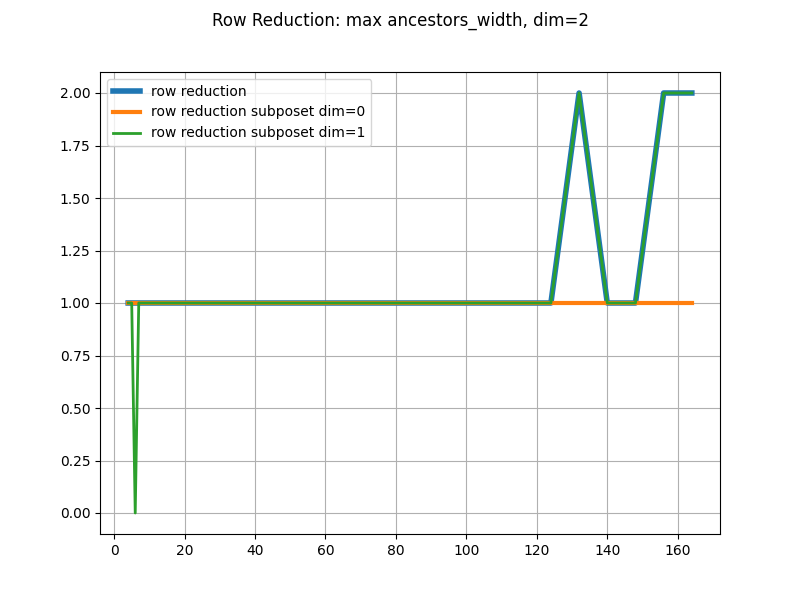 Row Reduction: max ancestors_width, dim=2
row reduction
row reduction subposet dim=0
row reduction subposet dim=1
2.00
1.75
1.50
1.25
1.00
0.75
0.50
0.25
0.00
0 20 40 60 80 100 120 140 160